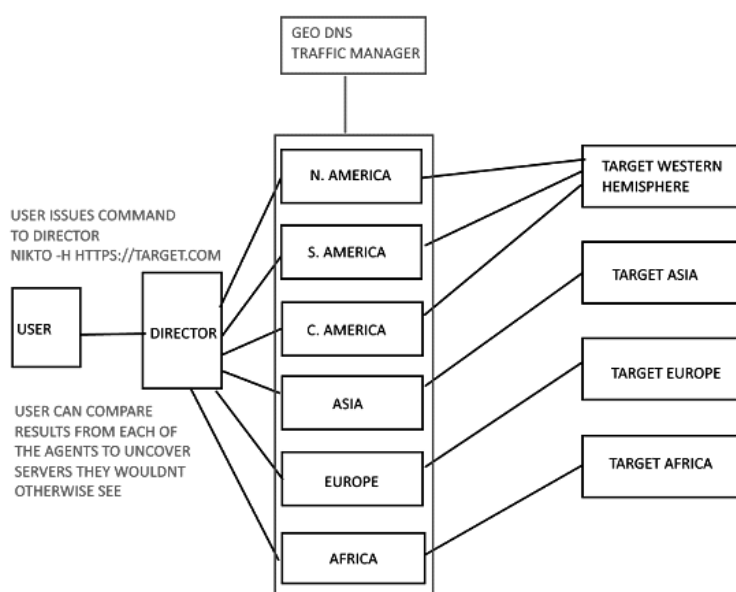 GEO DNS
TRAFFIC MANAGER
N. AMERICA
TARGET WESTERN
HEMISPHERE
USER ISSUES COMMAND
TO DIRECTOR
NIKTO -H HTTPS://TARGET.COM
S. AMERICA
TARGET ASIA
USER
DIRECTOR
C. AMERICA
TARGET EUROPE
ASIA
USER CAN COMPARE
RESULTS FROM EACH OF
THE AGENTS TO UNCOVER
SERVERS THEY WOULDNT
OTHERWISE SEE
EUROPE
TARGET AFRICA
AFRICA